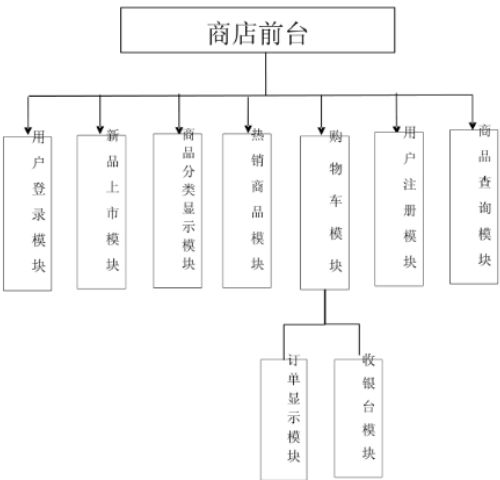 商店前台
用户登录模块
新品上市模块
商品分类显示模块
热销商品模块
购物车模块
用户注册模块
商品查询模块
订单显示模块
收银台模块